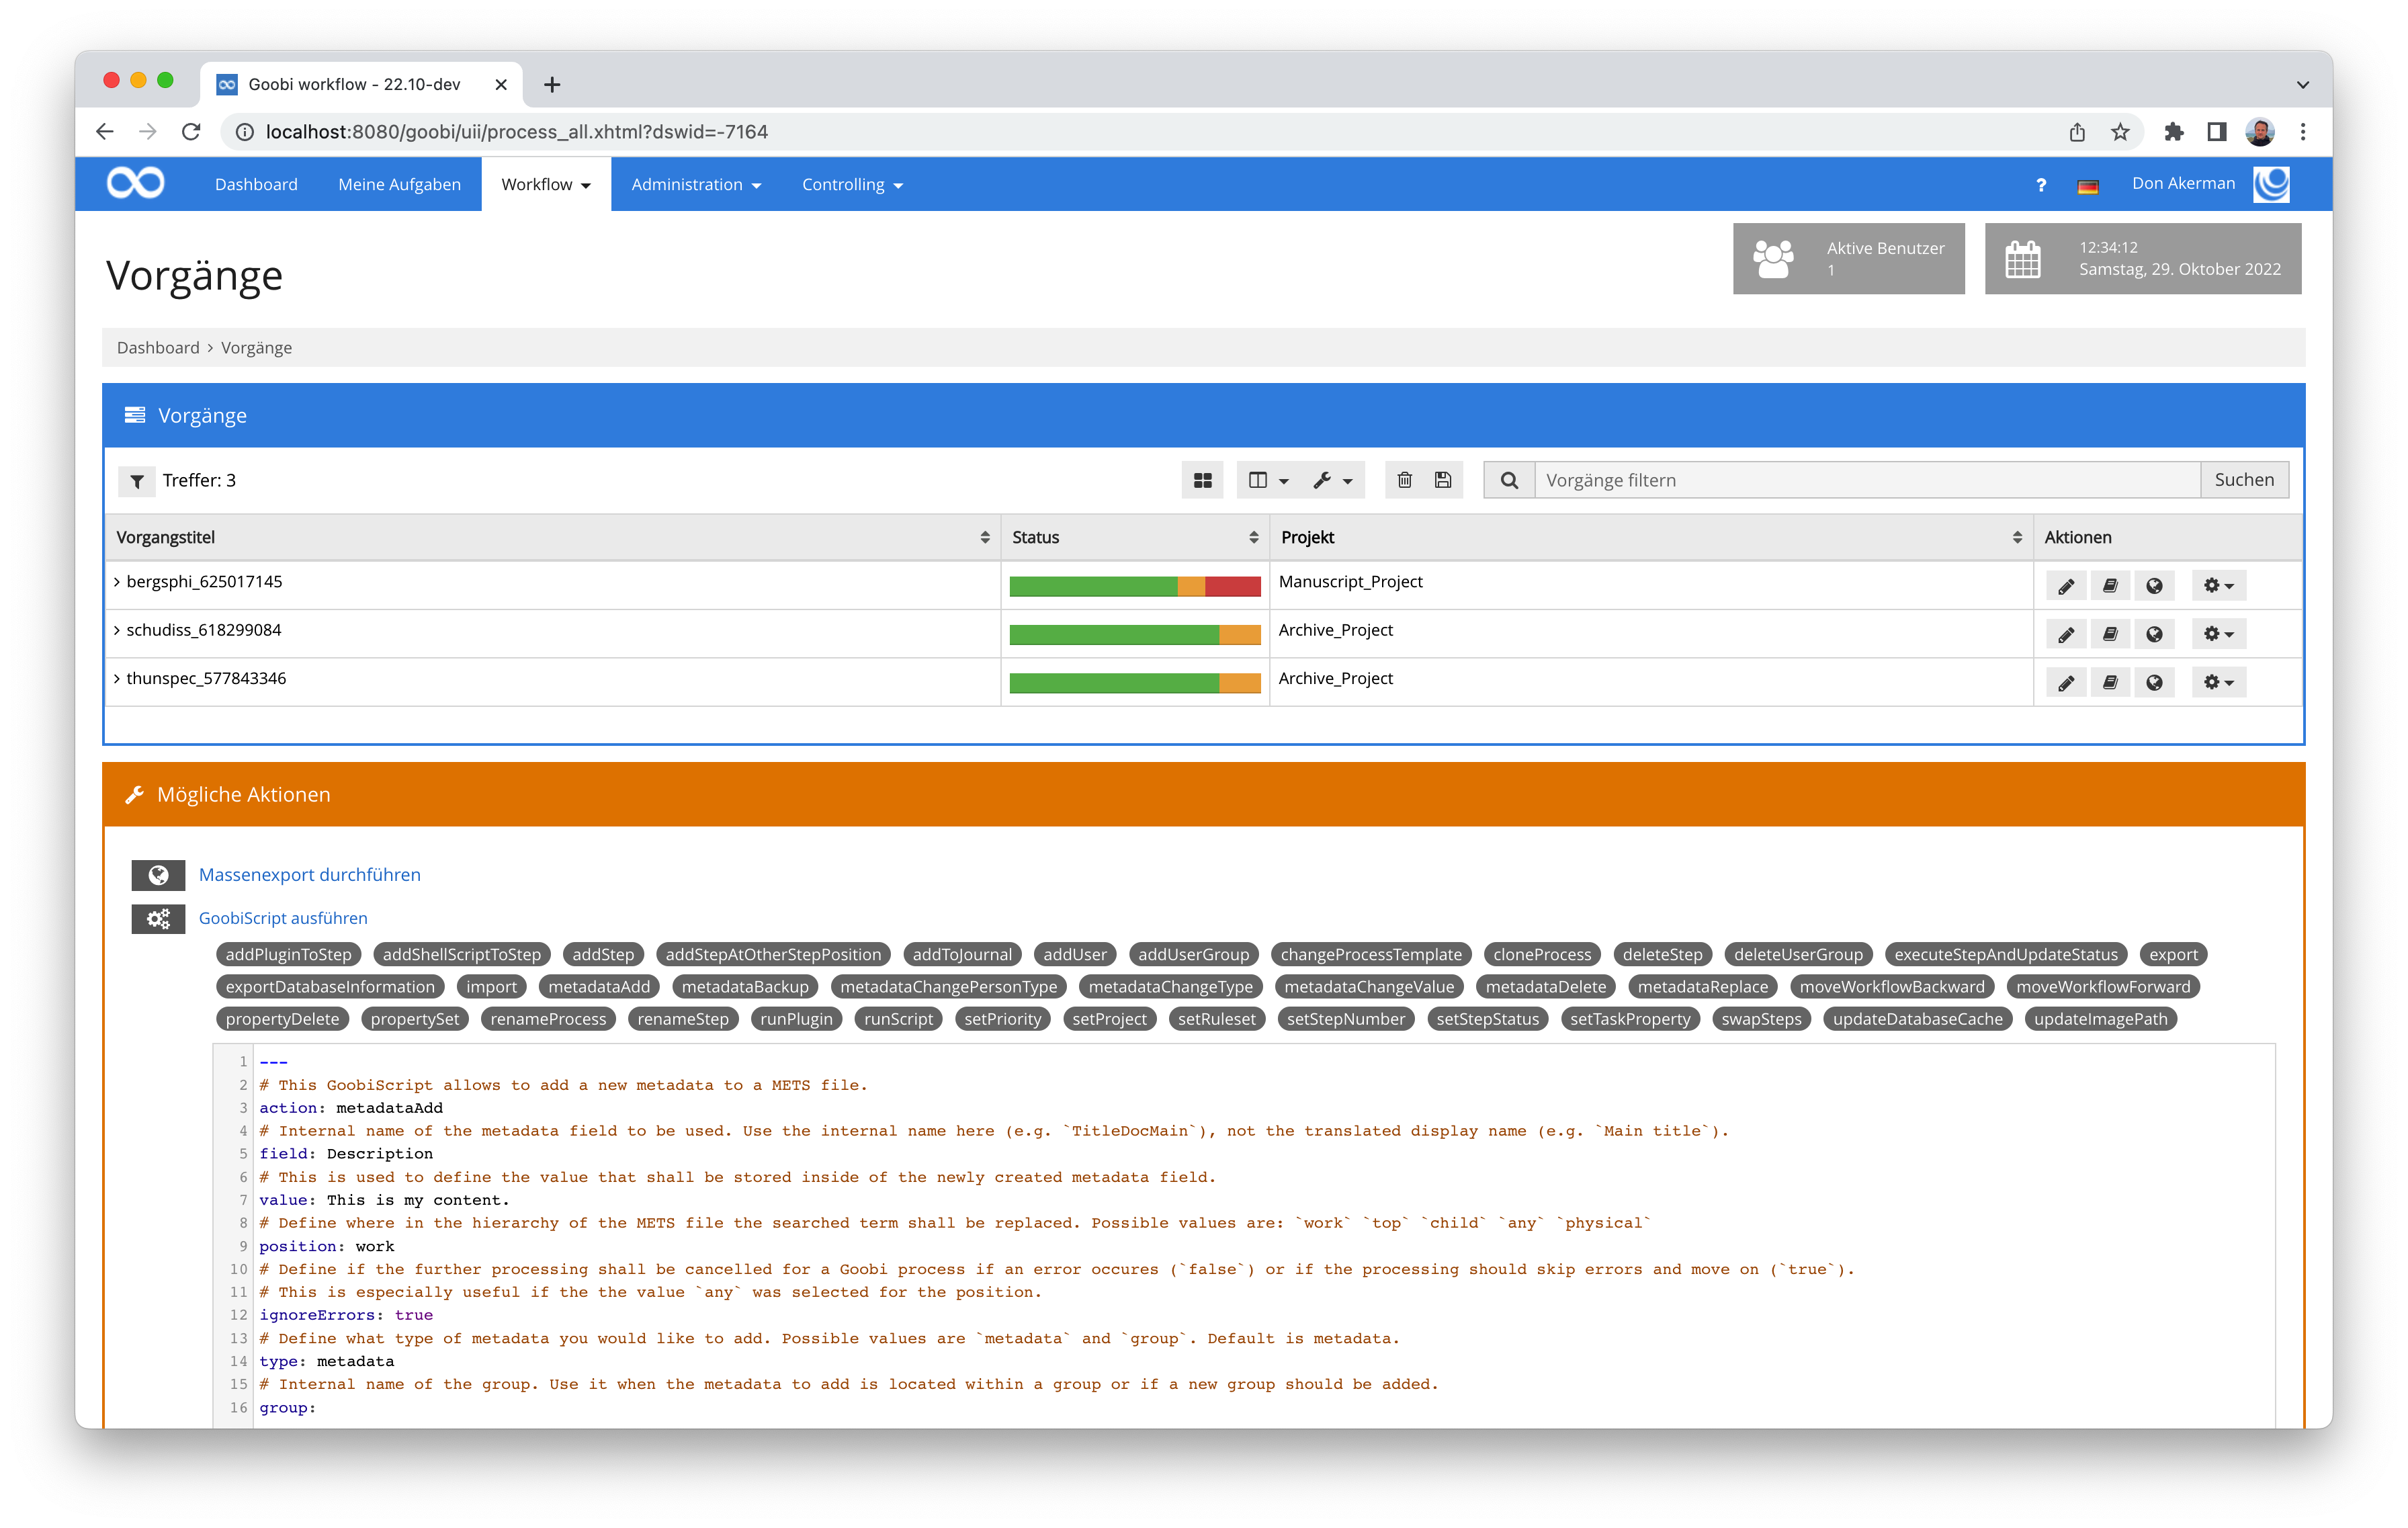 Goobi workflow - 22.10-dev
localhost:8080/goobi/uii/process_all.xhtml?dswid=-7164
Dashboard Meine Aufgaben Workflow Administration Controlling ? Don Akerman
Vorgänge
Aktive Benutzer
1
12:34:12
Samstag, 29. Oktober 2022
Dashboard › Vorgänge
Vorgänge
Treffer: 3 Vorgänge filtern Suchen
Vorgangstitel Status Projekt Aktionen
bergsphi_625017145 Manuscript_Project
schudiss_618299084 Archive_Project
thunspec_577843346 Archive_Project
Mögliche Aktionen
Massenexport durchführen
GoobiScript ausführen
addPluginToStep addShellScriptToStep addStep addStepAtOtherStepPosition addToJournal addUser addUserGroup changeProcessTemplate cloneProcess deleteStep deleteUserGroup executeStepAndUpdateStatus export
exportDatabaseInformation import metadataAdd metadataBackup metadataChangePersonType metadataChangeType metadataChangeValue metadataDelete metadataReplace moveWorkflowBackward moveWorkflowForward
propertyDelete propertySet renameProcess renameStep runPlugin runScript setPriority setProject setRuleset setStepNumber setStepStatus setTaskProperty swapSteps updateDatabaseCache updateImagePath
1 ---
2 # This GoobiScript allows to add a new metadata to a METS file.
3 action: metadataAdd
4 # Internal name of the metadata field to be used. Use the internal name here (e.g. `TitleDocMain`), not the translated display name (e.g. `Main title`).
5 field: Description
6 # This is used to define the value that shall be stored inside of the newly created metadata field.
7 value: This is my content.
8 # Define where in the hierarchy of the METS file the searched term shall be replaced. Possible values are: `work` `top` `child` `any` `physical`
9 position: work
10 # Define if the further processing shall be cancelled for a Goobi process if an error occures (`false`) or if the processing should skip errors and move on (`true`).
11 # This is especially useful if the the value `any` was selected for the position.
12 ignoreErrors: true
13 # Define what type of metadata you would like to add. Possible values are `metadata` and `group`. Default is metadata.
14 type: metadata
15 # Internal name of the group. Use it when the metadata to add is located within a group or if a new group should be added.
16 group: